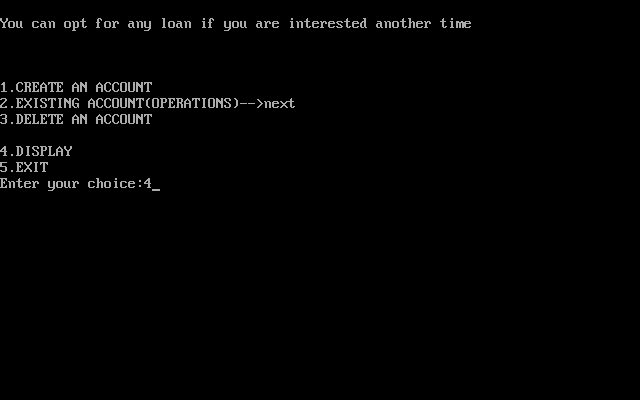 You can opt for any loan if you are interested another time
1.CREATE AN ACCOUNT
2.EXISTING ACCOUNT(OPERATIONS)-->next
3.DELETE AN ACCOUNT
4.DISPLAY
5.EXIT
Enter your choice:4_